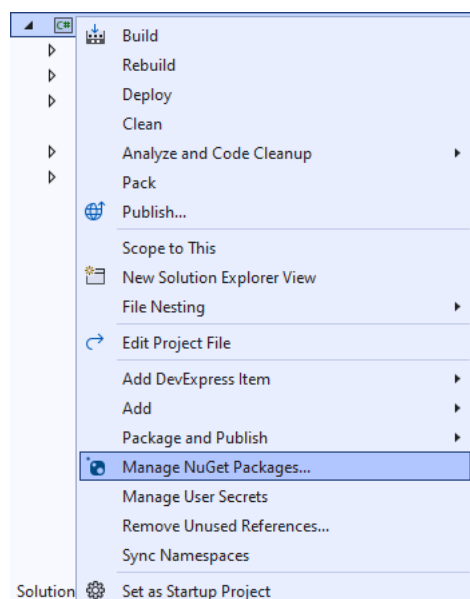 C#
Build
Rebuild
Deploy
Clean
Analyze and Code Cleanup
Pack
Publish...
Scope to This
New Solution Explorer View
File Nesting
Edit Project File
Add DevExpress Item
Add
Package and Publish
Manage NuGet Packages...
Manage User Secrets
Remove Unused References...
Sync Namespaces
Solution Set as Startup Project